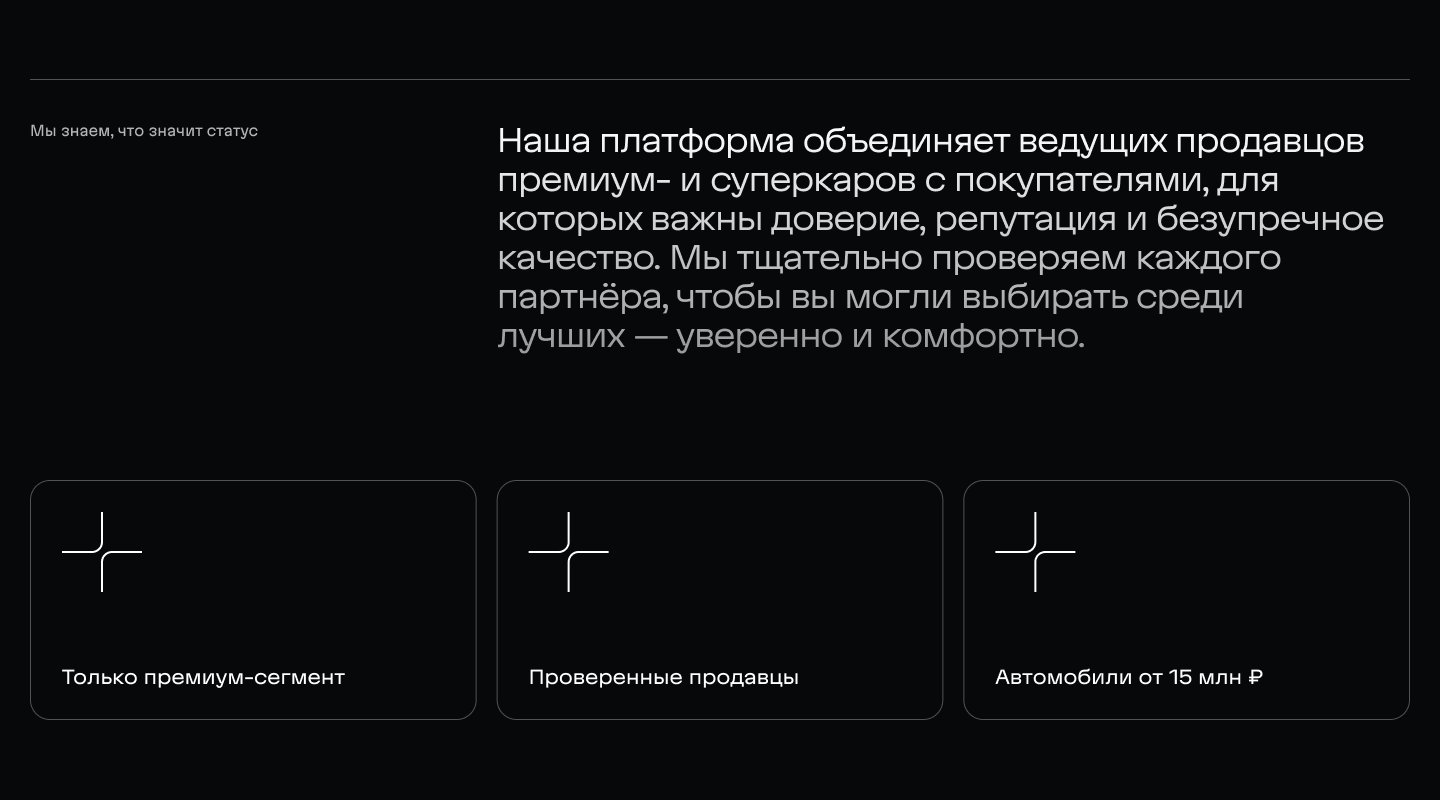 Мы знаем, что значит статус
Наша платформа объединяет ведущих продавцов
премиум- и суперкаров с покупателями, для
которых важны доверие, репутация и безупречное
качество. Мы тщательно проверяем каждого
партнёра, чтобы вы могли выбирать среди
лучших — уверенно и комфортно.
Только премиум-сегмент
Проверенные продавцы
Автомобили от 15 млн ₽